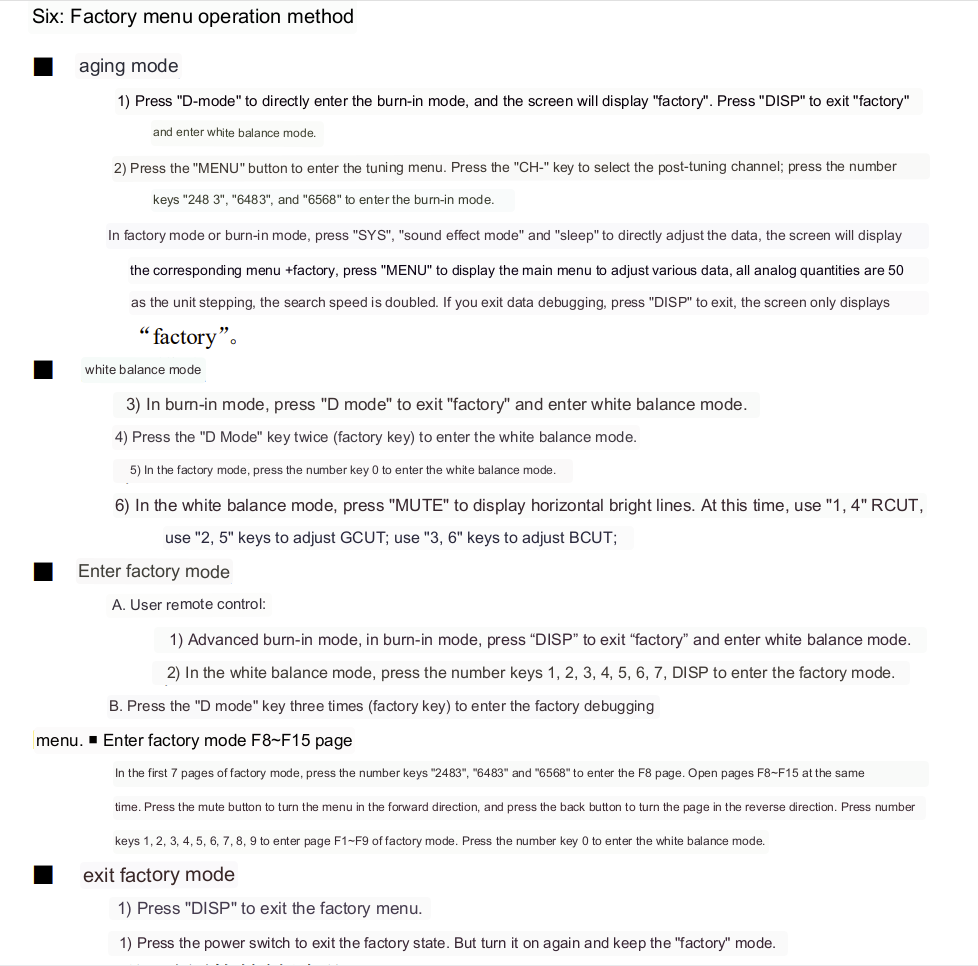 Six: Factory menu operation method
■ aging mode
1) Press "D-mode" to directly enter the burn-in mode, and the screen will display "factory". Press "DISP" to exit "factory"
and enter white balance mode.
2) Press the "MENU" button to enter the tuning menu. Press the "CH-" key to select the post-tuning channel; press the number
keys "248 3", "6483", and "6568" to enter the burn-in mode.
In factory mode or burn-in mode, press "SYS", "sound effect mode" and "sleep" to directly adjust the data, the screen will display
the corresponding menu +factory, press "MENU" to display the main menu to adjust various data, all analog quantities are 50
as the unit stepping, the search speed is doubled. If you exit data debugging, press "DISP" to exit, the screen only displays
“factory”。
■ white balance mode
3) In burn-in mode, press "D mode" to exit "factory" and enter white balance mode.
4) Press the "D Mode" key twice (factory key) to enter the white balance mode.
5) In the factory mode, press the number key 0 to enter the white balance mode.
6) In the white balance mode, press "MUTE" to display horizontal bright lines. At this time, use "1, 4" RCUT,
use "2, 5" keys to adjust GCUT; use "3, 6" keys to adjust BCUT;
■ Enter factory mode
A. User remote control:
1) Advanced burn-in mode, in burn-in mode, press “DISP” to exit “factory” and enter white balance mode.
2) In the white balance mode, press the number keys 1, 2, 3, 4, 5, 6, 7, DISP to enter the factory mode.
B. Press the "D mode" key three times (factory key) to enter the factory debugging
menu. ■ Enter factory mode F8~F15 page
In the first 7 pages of factory mode, press the number keys "2483", "6483" and "6568" to enter the F8 page. Open pages F8~F15 at the same
time. Press the mute button to turn the menu in the forward direction, and press the back button to turn the page in the reverse direction. Press number
keys 1, 2, 3, 4, 5, 6, 7, 8, 9 to enter page F1~F9 of factory mode. Press the number key 0 to enter the white balance mode.
■ exit factory mode
1) Press "DISP" to exit the factory menu.
1) Press the power switch to exit the factory state. But turn it on again and keep the "factory" mode.